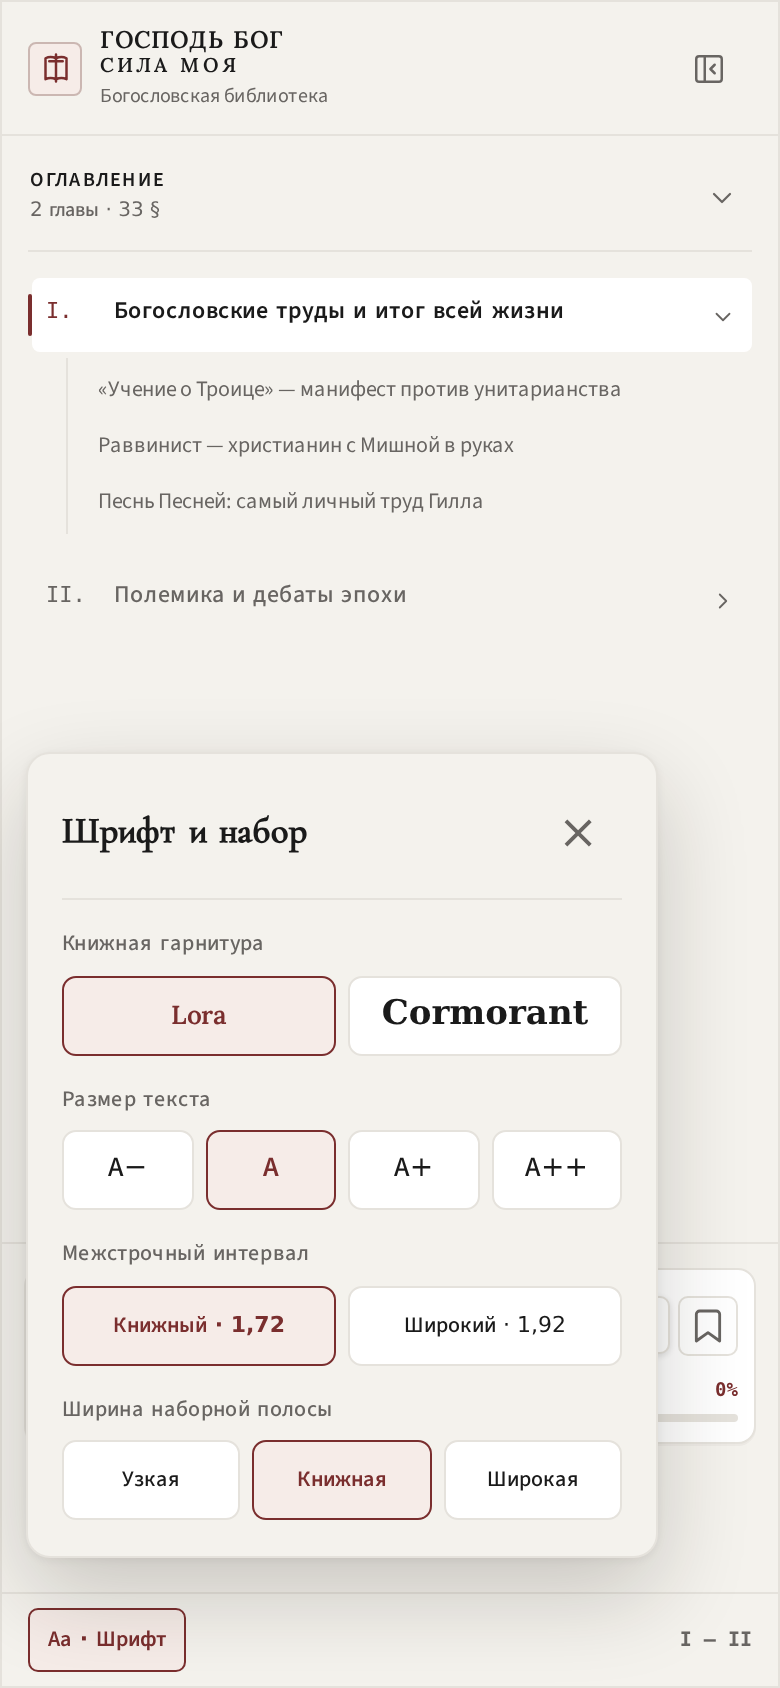 ГОСПОДЬ БОГ
СИЛА МОЯ
Богословская библиотека
ОГЛАВЛЕНИЕ
2 главы · 33 §
I. Богословские труды и итог всей жизни
«Учение о Троице» — манифест против унитарианства
Раввинист — христианин с Мишной в руках
Песнь Песней: самый личный труд Гилла
II. Полемика и дебаты эпохи
Шрифт и набор
Книжная гарнитура
Lora Cormorant
Размер текста
A− A A+ A++
Межстрочный интервал
Книжный · 1,72 Широкий · 1,92
0%
Ширина наборной полосы
Узкая Книжная Широкая
Aa · Шрифт I — II